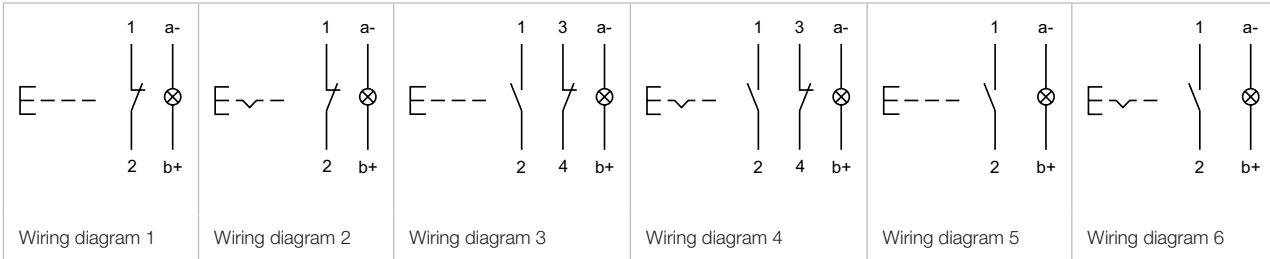 1 a-
2 b+
Wiring diagram 1
1 a-
2 b+
Wiring diagram 2
1 3 a-
2 4 b+
Wiring diagram 3
1 3 a-
2 4 b+
Wiring diagram 4
1 a-
2 b+
Wiring diagram 5
1 a-
2 b+
Wiring diagram 6